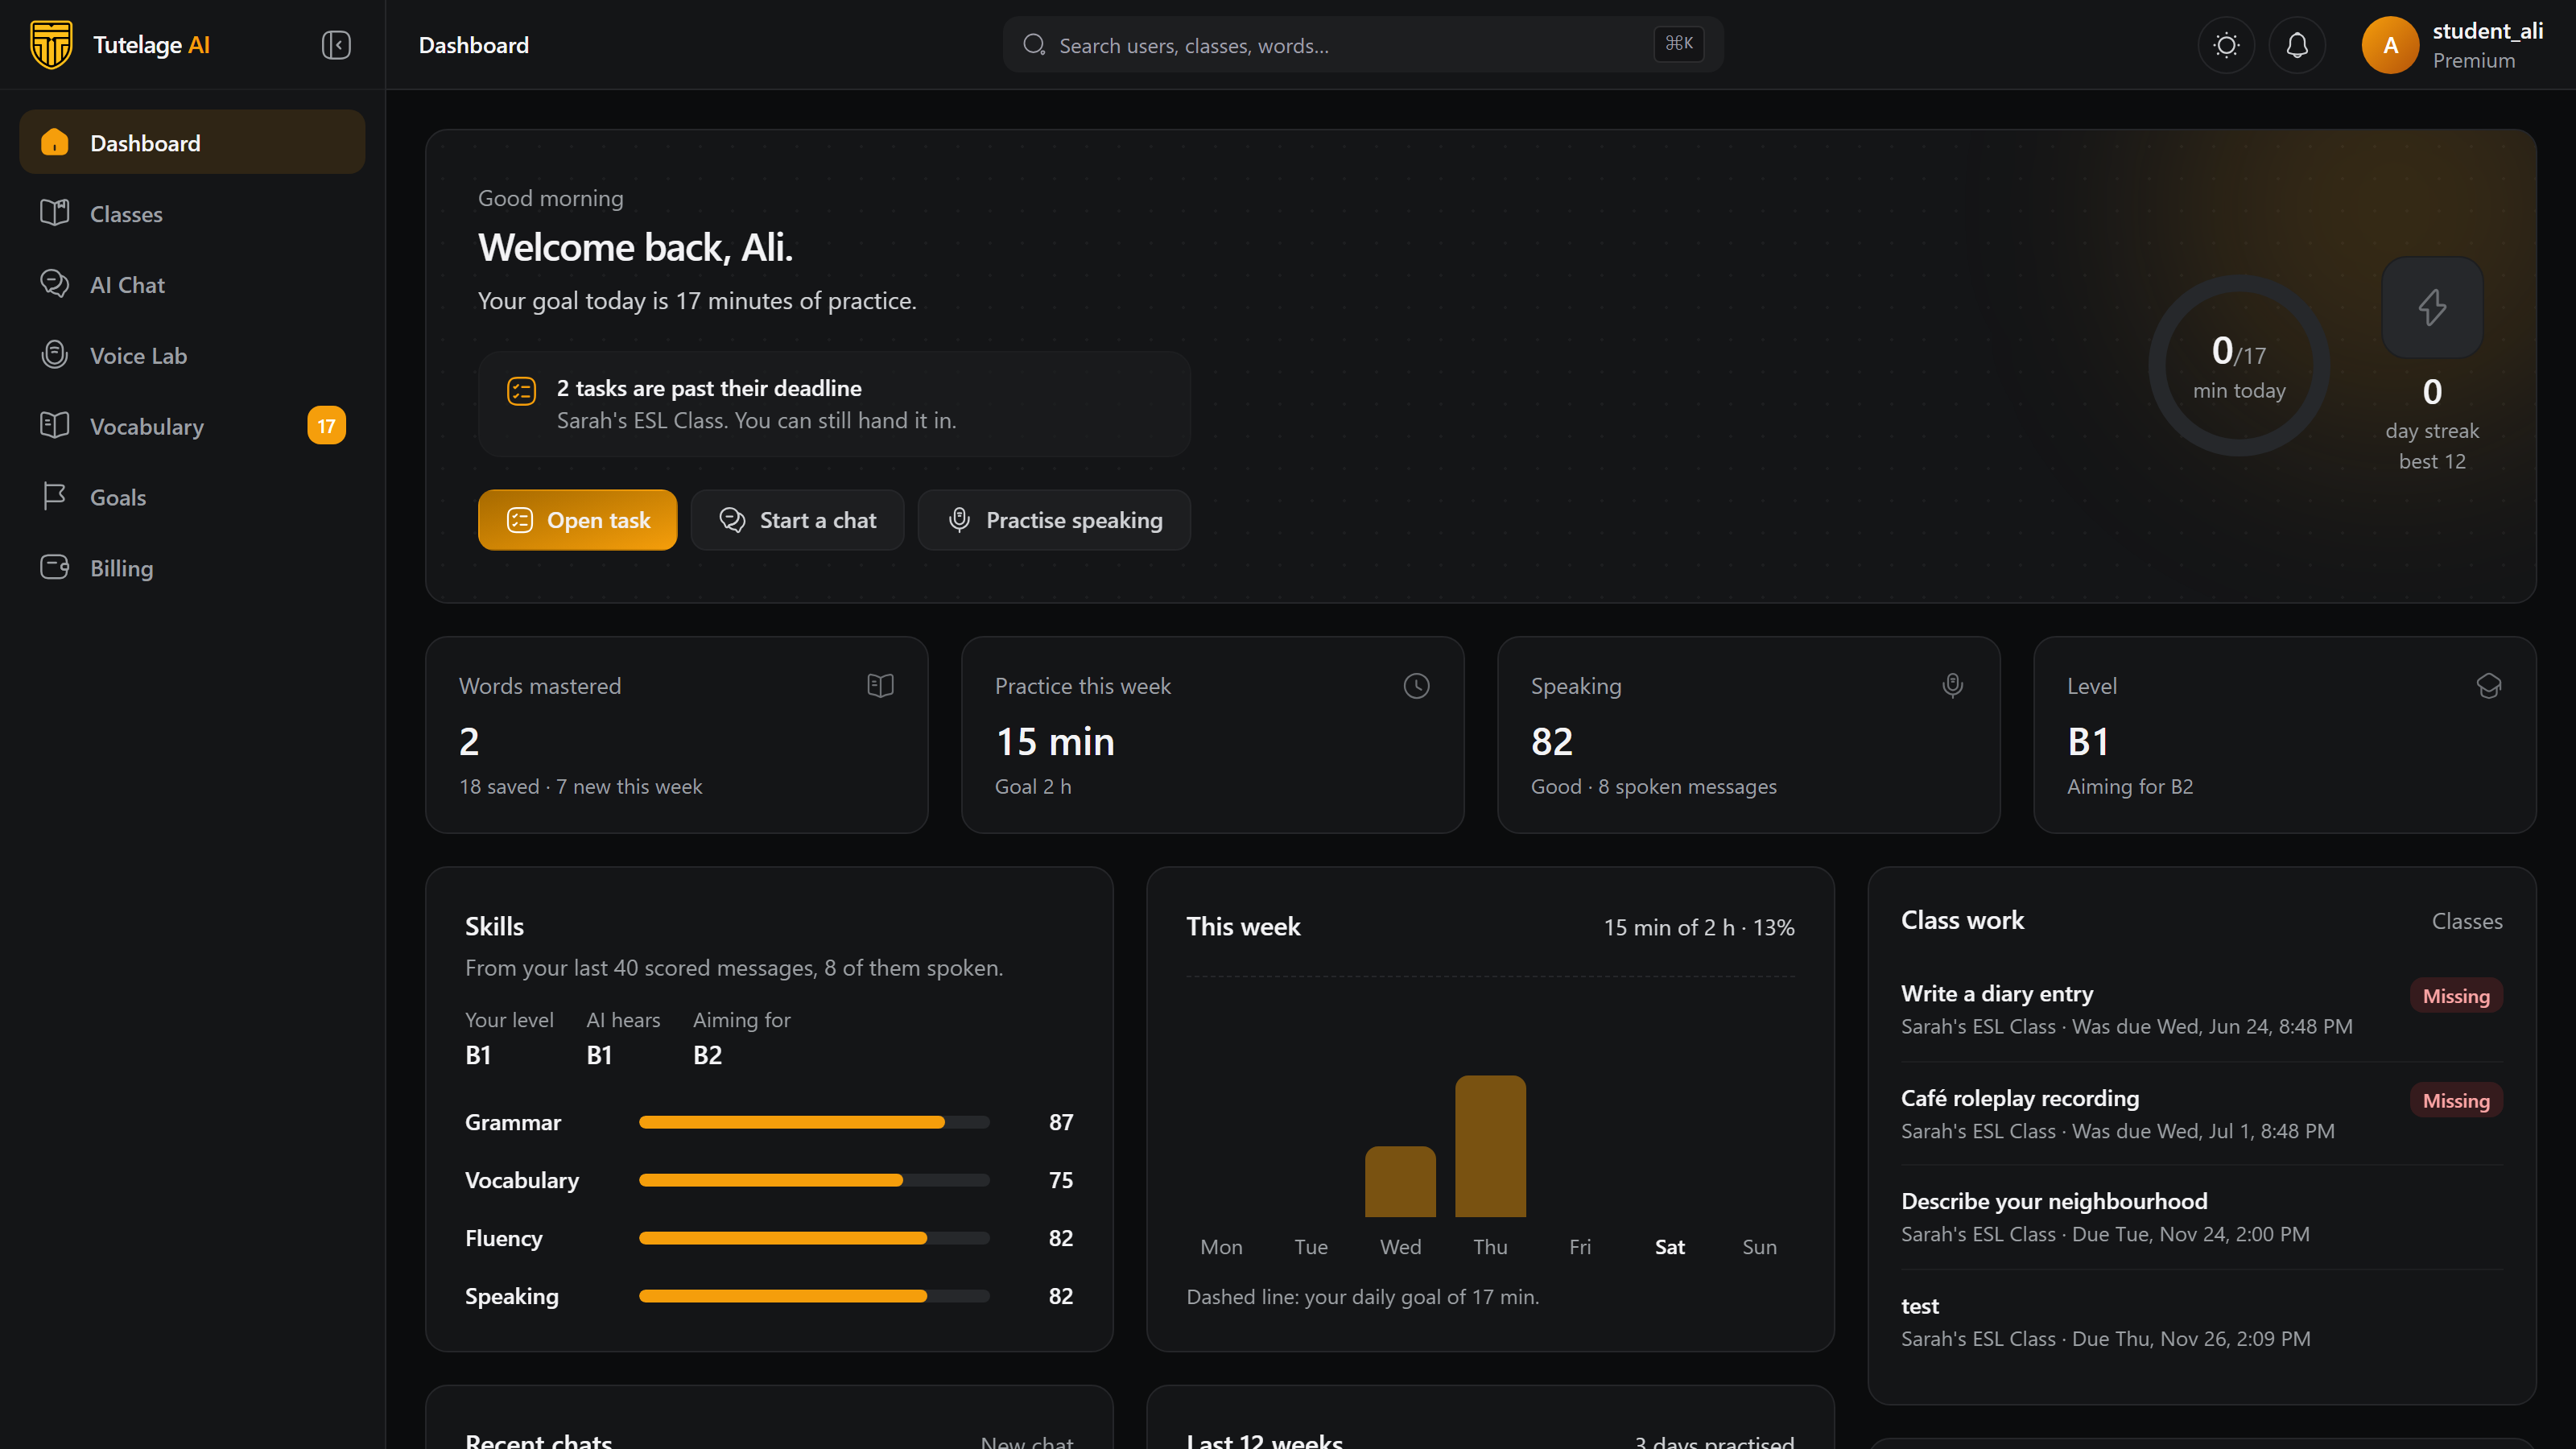 Tutelage AI
Dashboard
Search users, classes, words...
⌘K
A
student_ali
Premium
Dashboard
Classes
AI Chat
Voice Lab
Vocabulary
17
Goals
Billing
Good morning
Welcome back, Ali.
Your goal today is 17 minutes of practice.
2 tasks are past their deadline
Sarah's ESL Class. You can still hand it in.
Open task
Start a chat
Practise speaking
0/17
min today
0
day streak
best 12
Words mastered
2
18 saved · 7 new this week
Practice this week
15 min
Goal 2 h
Speaking
82
Good · 8 spoken messages
Level
B1
Aiming for B2
Skills
From your last 40 scored messages, 8 of them spoken.
Your level
B1
AI hears
B1
Aiming for
B2
Grammar 87
Vocabulary 75
Fluency 82
Speaking 82
This week
15 min of 2 h · 13%
Mon Tue Wed Thu Fri Sat Sun
Dashed line: your daily goal of 17 min.
Class work
Classes
Write a diary entry
Missing
Sarah's ESL Class · Was due Wed, Jun 24, 8:48 PM
Café roleplay recording
Missing
Sarah's ESL Class · Was due Wed, Jul 1, 8:48 PM
Describe your neighbourhood
Sarah's ESL Class · Due Tue, Nov 24, 2:00 PM
test
Sarah's ESL Class · Due Thu, Nov 26, 2:09 PM
Recent chats
New chat
Last 12 weeks
3 days practised